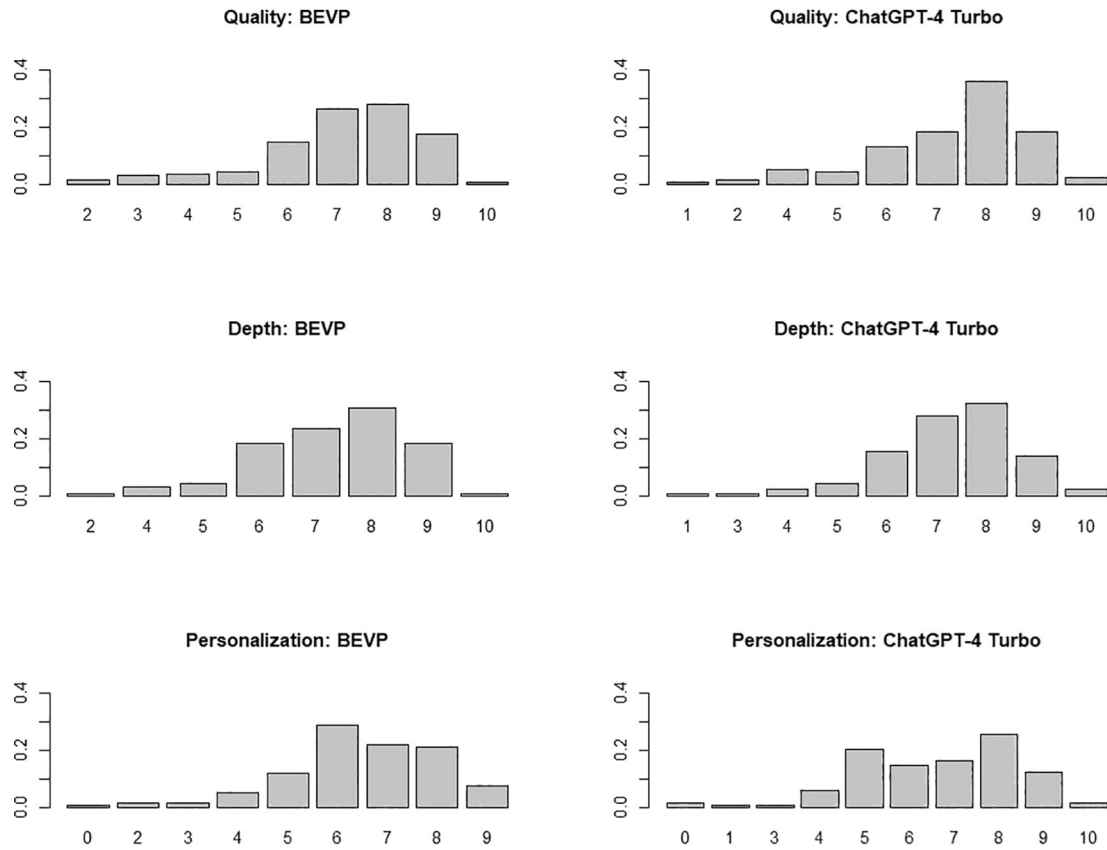 Quality: BEVP
0.4
0.2
0.0
2 3 4 5 6 7 8 9 10
Quality: ChatGPT-4 Turbo
0.4
0.2
0.0
1 2 4 5 6 7 8 9 10
Depth: BEVP
0.4
0.2
0.0
2 4 5 6 7 8 9 10
Depth: ChatGPT-4 Turbo
0.4
0.2
0.0
1 3 4 5 6 7 8 9 10
Personalization: BEVP
0.4
0.2
0.0
0 2 3 4 5 6 7 8 9
Personalization: ChatGPT-4 Turbo
0.4
0.2
0.0
0 1 3 4 5 6 7 8 9 10